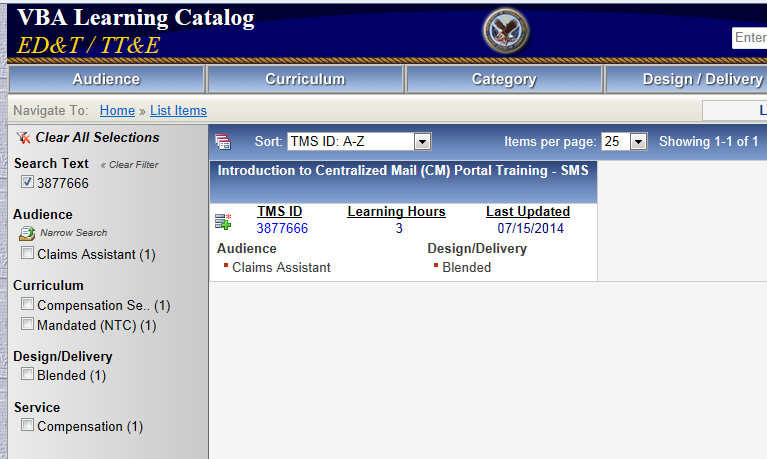 VBA Learning Catalog
ED&T / TT&E
Enter
Audience Curriculum Category Design / Delivery
Navigate To: Home » List Items
L
Clear All Selections
Search Text « Clear Filter
3877666
Audience
Narrow Search
Claims Assistant (1)
Curriculum
Compensation Se.. (1)
Mandated (NTC) (1)
Design/Delivery
Blended (1)
Service
Compensation (1)
Sort: TMS ID: A-Z Items per page: 25 Showing 1-1 of 1
Introduction to Centralized Mail (CM) Portal Training - SMS
TMS ID Learning Hours Last Updated
3877666 3 07/15/2014
Audience Design/Delivery
Claims Assistant Blended